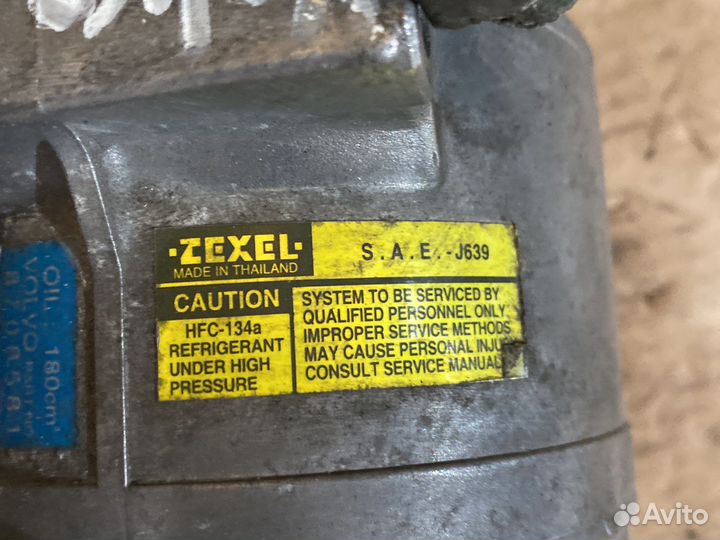 ·ZEXEL·
MADE IN THAILAND
S.A.E.-J639
CAUTION
HFC-134a
REFRIGERANT
UNDER HIGH
PRESSURE
SYSTEM TO BE SERVICED BY
QUALIFIED PERSONNEL ONLY.
IMPROPER SERVICE METHODS
MAY CAUSE PERSONAL INJU
CONSULT SERVICE MANUAL
OIL 180cm
VOLVO
Avito